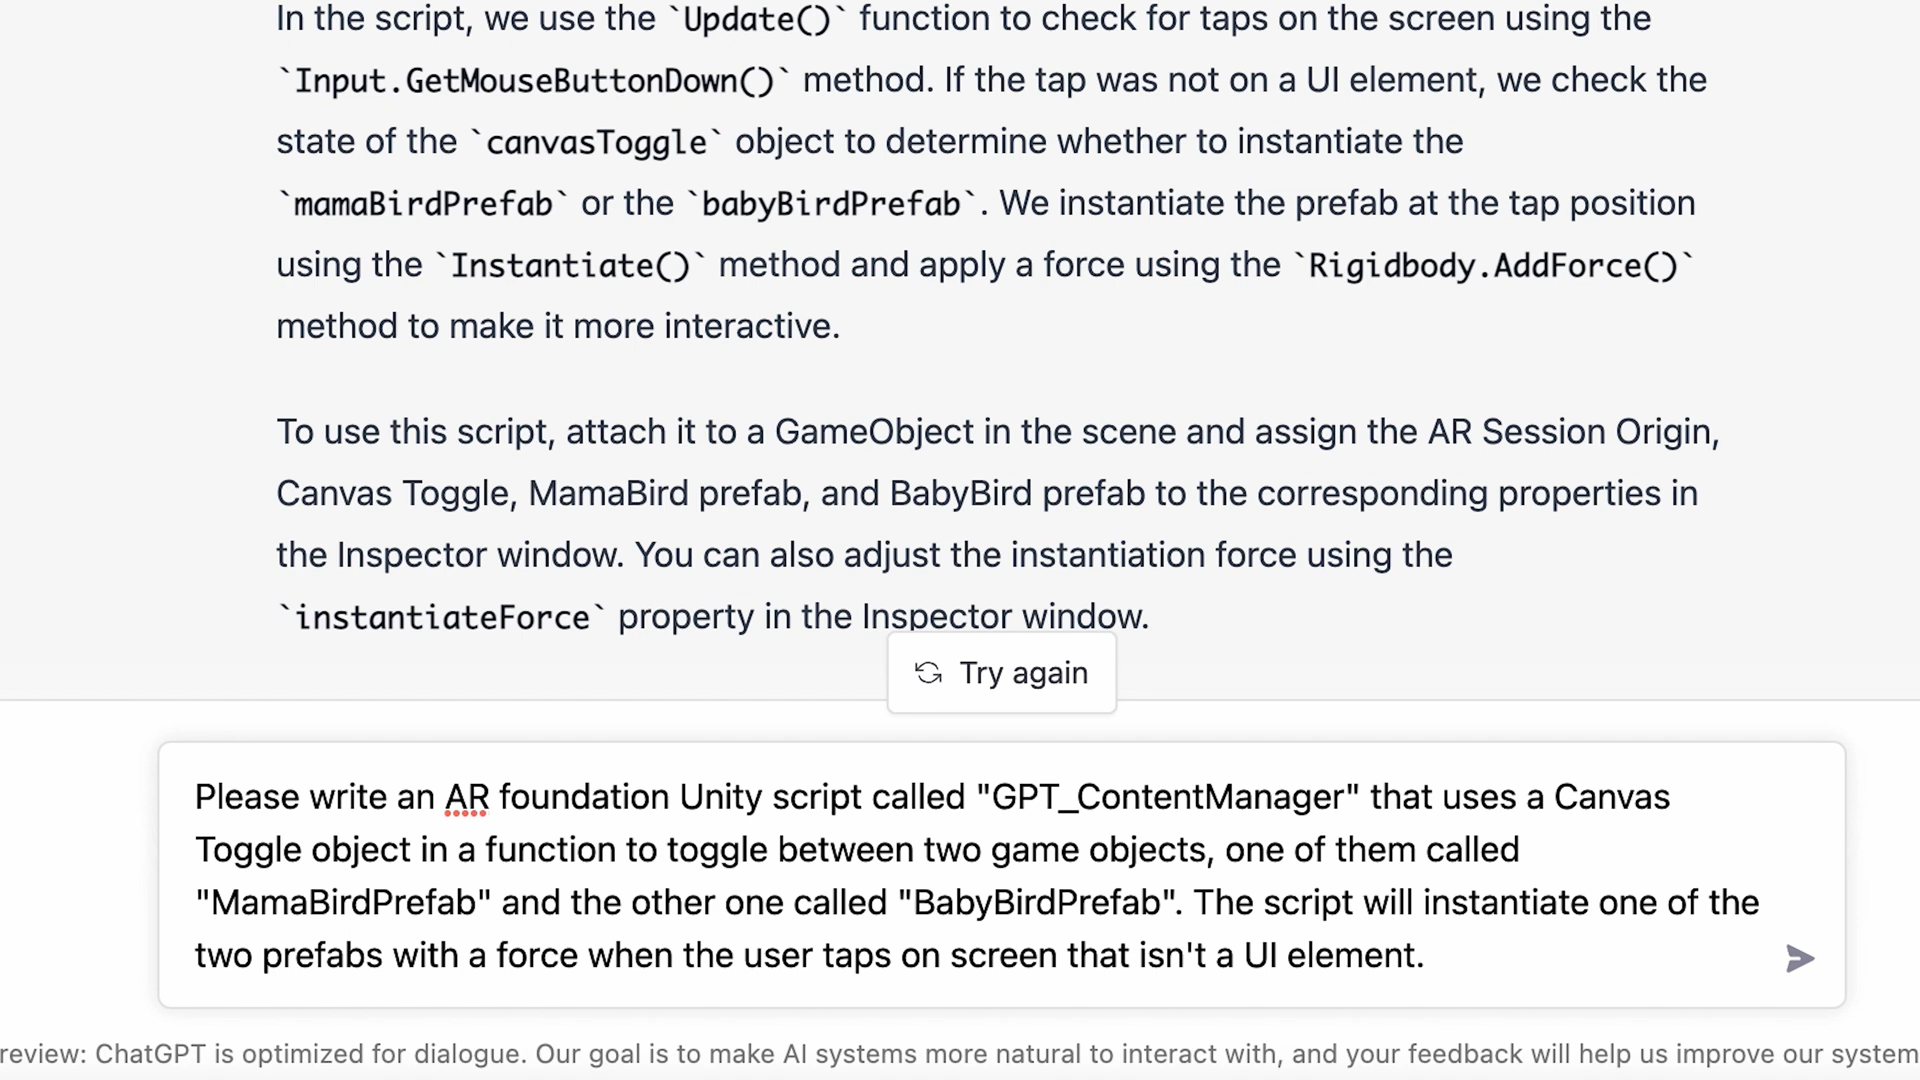 In the script, we use the `Update()` function to check for taps on the screen using the
`Input.GetMouseButtonDown()` method. If the tap was not on a UI element, we check the
state of the `canvasToggle` object to determine whether to instantiate the
`mamaBirdPrefab` or the `babyBirdPrefab`. We instantiate the prefab at the tap position
using the `Instantiate()` method and apply a force using the `Rigidbody.AddForce()`
method to make it more interactive.
To use this script, attach it to a GameObject in the scene and assign the AR Session Origin,
Canvas Toggle, MamaBird prefab, and BabyBird prefab to the corresponding properties in
the Inspector window. You can also adjust the instantiation force using the
`instantiateForce` property in the Inspector window.
Try again
Please write an AR foundation Unity script called "GPT_ContentManager" that uses a Canvas
Toggle object in a function to toggle between two game objects, one of them called
"MamaBirdPrefab" and the other one called "BabyBirdPrefab". The script will instantiate one of the
two prefabs with a force when the user taps on screen that isn't a UI element.
review: ChatGPT is optimized for dialogue. Our goal is to make AI systems more natural to interact with, and your feedback will help us improve our system